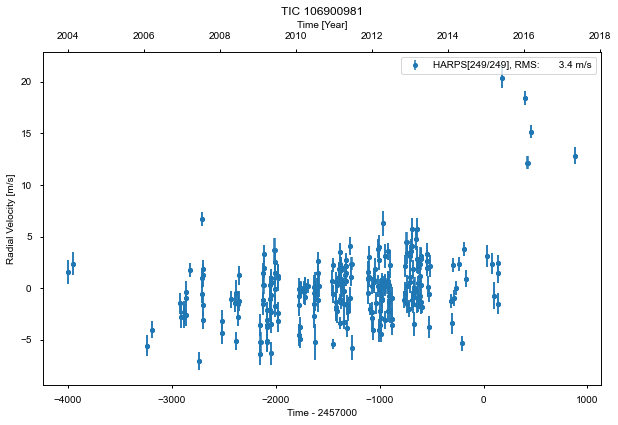 TIC 106900981
Time [Year]
2004 2006 2008 2010 2012 2014 2016 2018
HARPS[249/249], RMS: 3.4 m/s
Radial Velocity [m/s]
20
15
10
5
0
−5
−4000 −3000 −2000 −1000 0 1000
Time - 2457000